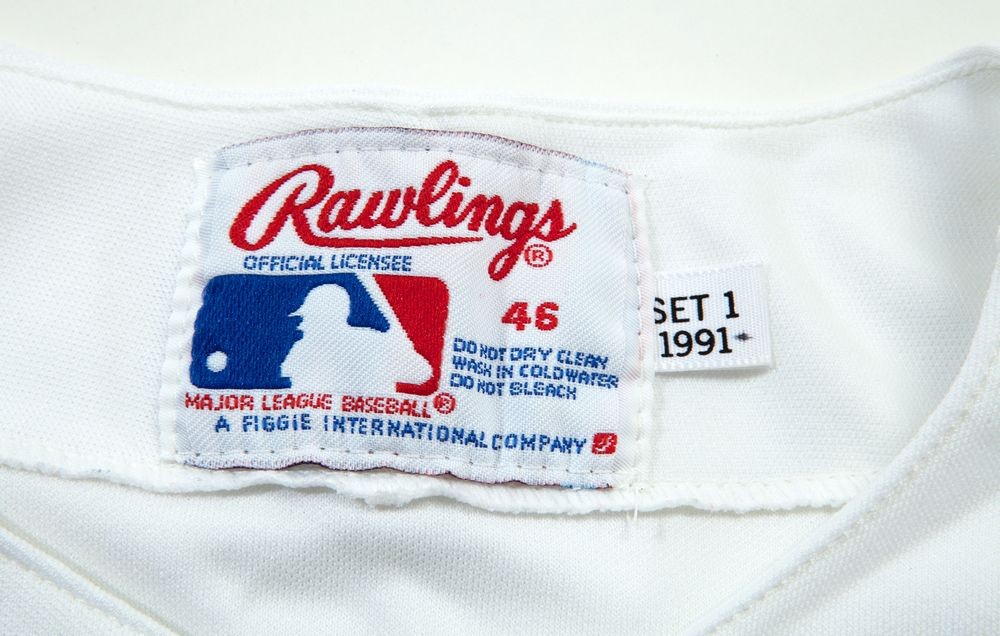 Rawlings®
OFFICIAL LICENSEE
46
DO NOT DRY CLEAN
WASH IN COLD WATER
DO NOT BLEACH
MAJOR LEAGUE BASEBALL®
A FIGGIE INTERNATIONAL COMPANY
SET 1
1991